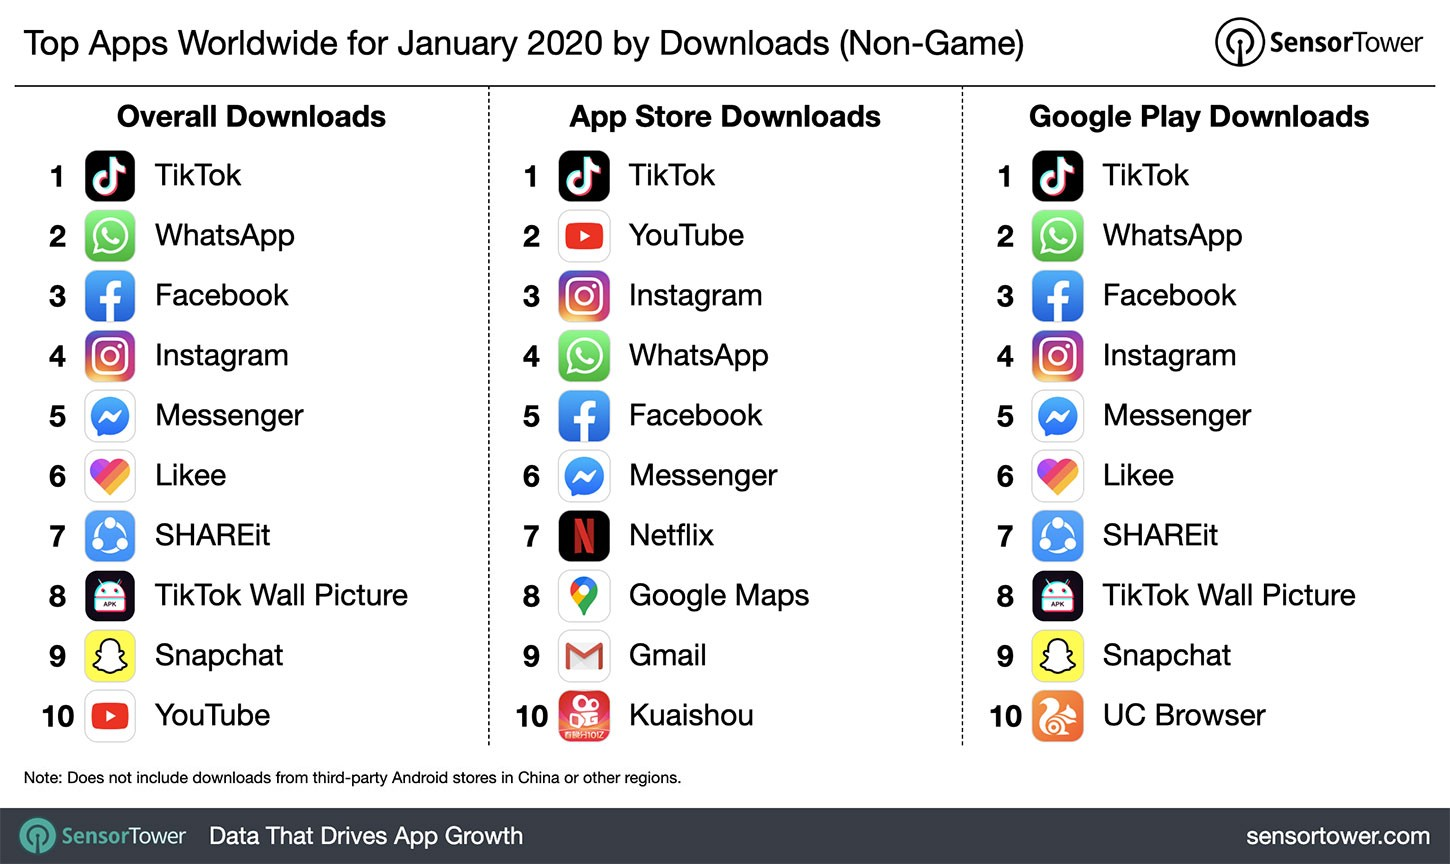 Top Apps Worldwide for January 2020 by Downloads (Non-Game)
SensorTower
Overall Downloads
1 TikTok
2 WhatsApp
3 Facebook
4 Instagram
5 Messenger
6 Likee
7 SHAREit
8 APK TikTok Wall Picture
9 Snapchat
10 YouTube
App Store Downloads
1 TikTok
2 YouTube
3 Instagram
4 WhatsApp
5 Facebook
6 Messenger
7 Netflix
8 Google Maps
9 Gmail
10 Kuaishou
Google Play Downloads
1 TikTok
2 WhatsApp
3 Facebook
4 Instagram
5 Messenger
6 Likee
7 SHAREit
8 APK TikTok Wall Picture
9 Snapchat
10 UC Browser
Note: Does not include downloads from third-party Android stores in China or other regions.
SensorTower Data That Drives App Growth
sensortower.com